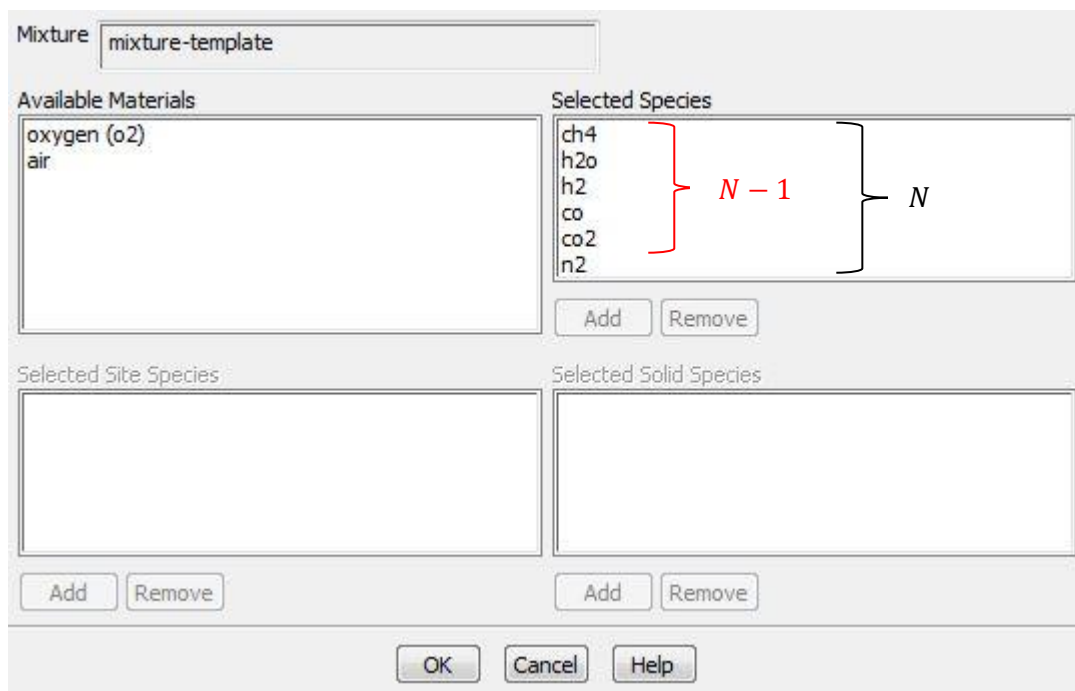 Mixture mixture-template
Available Materials
oxygen (o2)
air
Selected Species
ch4
h2o
h2
co
co2
n2
N − 1
N
Add Remove
Selected Site Species
Selected Solid Species
Add Remove
Add Remove
OK Cancel Help